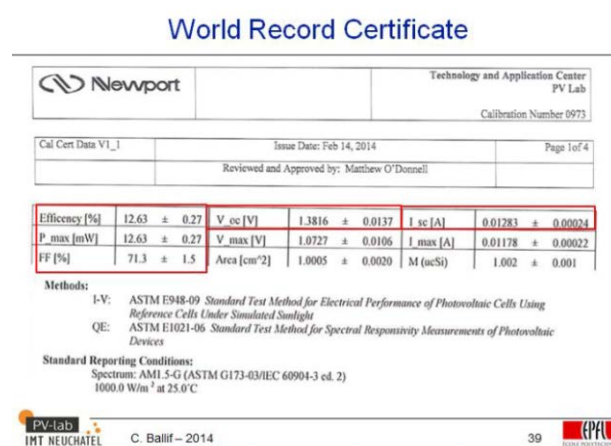 World Record Certificate
Newport
Technology and Application Center
PV Lab
Calibration Number 0973
Cal Cert Data V1_1 Issue Date: Feb 14, 2014 Page 1of 4
Reviewed and Approved by: Matthew O'Donnell
Efficency [%] 12.63 ± 0.27 V_oc [V] 1.3816 ± 0.0137 I_sc [A] 0.01283 ± 0.00024
P_max [mW] 12.63 ± 0.27 V_max [V] 1.0727 ± 0.0106 I_max [A] 0.01178 ± 0.00022
FF [%] 71.3 ± 1.5 Area [cm^2] 1.0005 ± 0.0020 M (ucSi) 1.002 ± 0.001
Methods:
I-V: ASTM E948-09 Standard Test Method for Electrical Performance of Photovoltaic Cells Using
Reference Cells Under Simulated Sunlight
QE: ASTM E1021-06 Standard Test Method for Spectral Responsivity Measurements of Photovoltaic
Devices
Standard Reporting Conditions:
Spectrum: AM1.5-G (ASTM G173-03/IEC 60904-3 ed. 2)
1000.0 W/m² at 25.0°C
PV-lab
IMT NEUCHATEL C. Ballif – 2014 39 EPFL